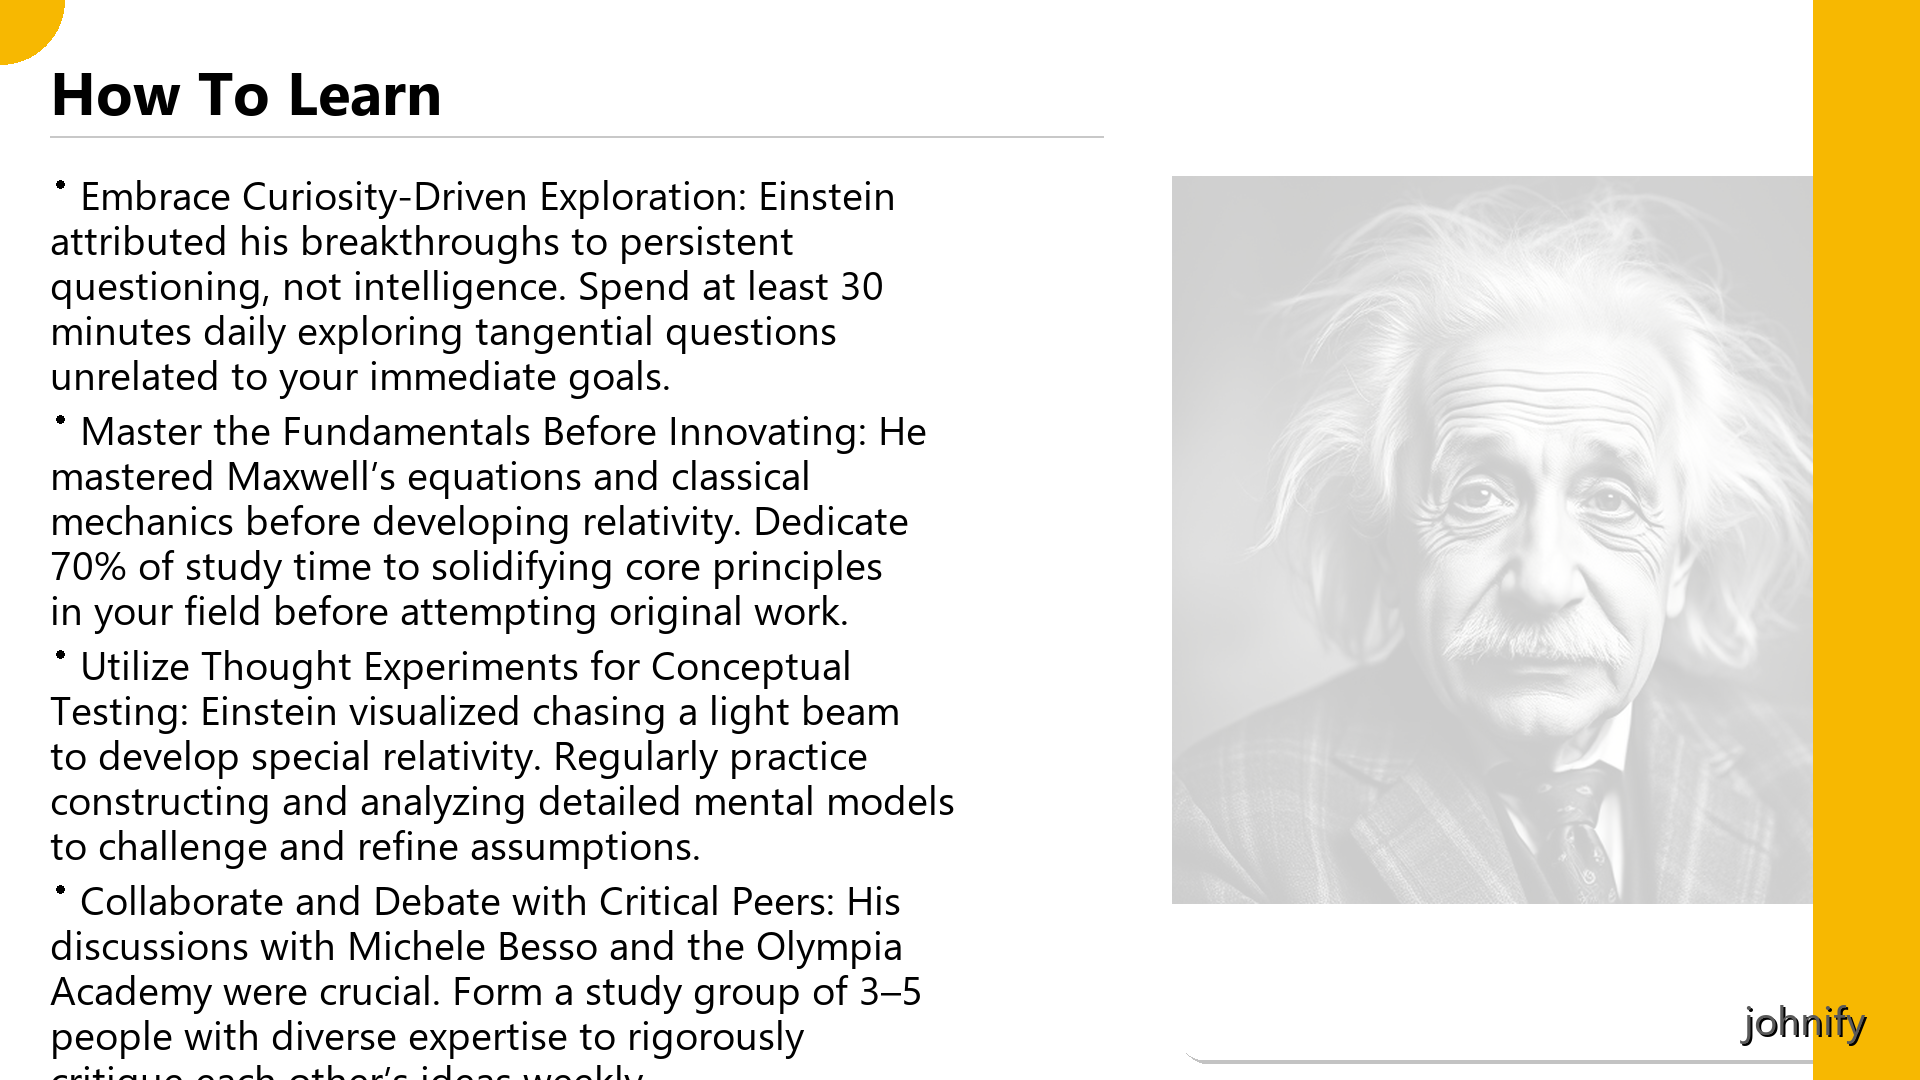 How To Learn
• Embrace Curiosity-Driven Exploration: Einstein
attributed his breakthroughs to persistent
questioning, not intelligence. Spend at least 30
minutes daily exploring tangential questions
unrelated to your immediate goals.
• Master the Fundamentals Before Innovating: He
mastered Maxwell’s equations and classical
mechanics before developing relativity. Dedicate
70% of study time to solidifying core principles
in your field before attempting original work.
• Utilize Thought Experiments for Conceptual
Testing: Einstein visualized chasing a light beam
to develop special relativity. Regularly practice
constructing and analyzing detailed mental models
to challenge and refine assumptions.
• Collaborate and Debate with Critical Peers: His
discussions with Michele Besso and the Olympia
Academy were crucial. Form a study group of 3–5
people with diverse expertise to rigorously
critique each other’s ideas weekly.
johnify